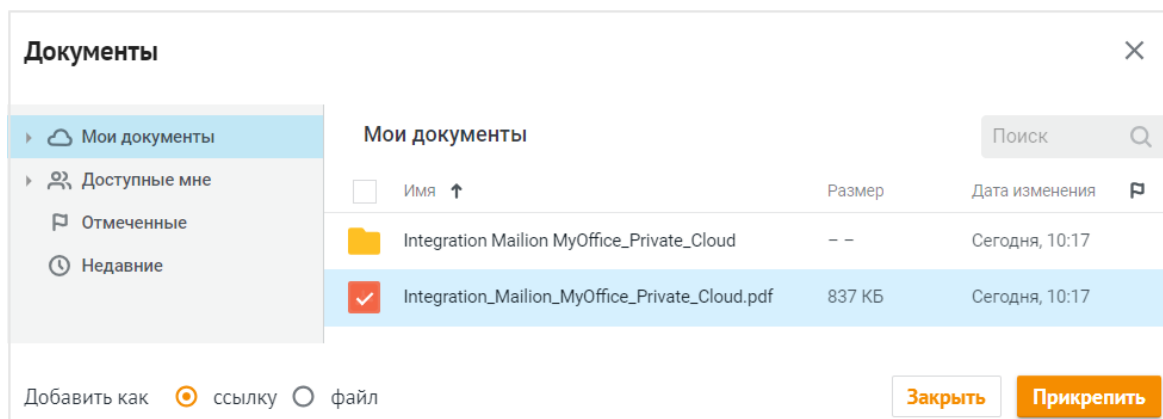 Документы
Мои документы
Доступные мне
Отмеченные
Недавние
Мои документы
Поиск
Имя Размер Дата изменения
Integration Mailion MyOffice_Private_Cloud – – Сегодня, 10:17
Integration_Mailion_MyOffice_Private_Cloud.pdf 837 КБ Сегодня, 10:17
Добавить как ссылку файл
Закрыть Прикрепить